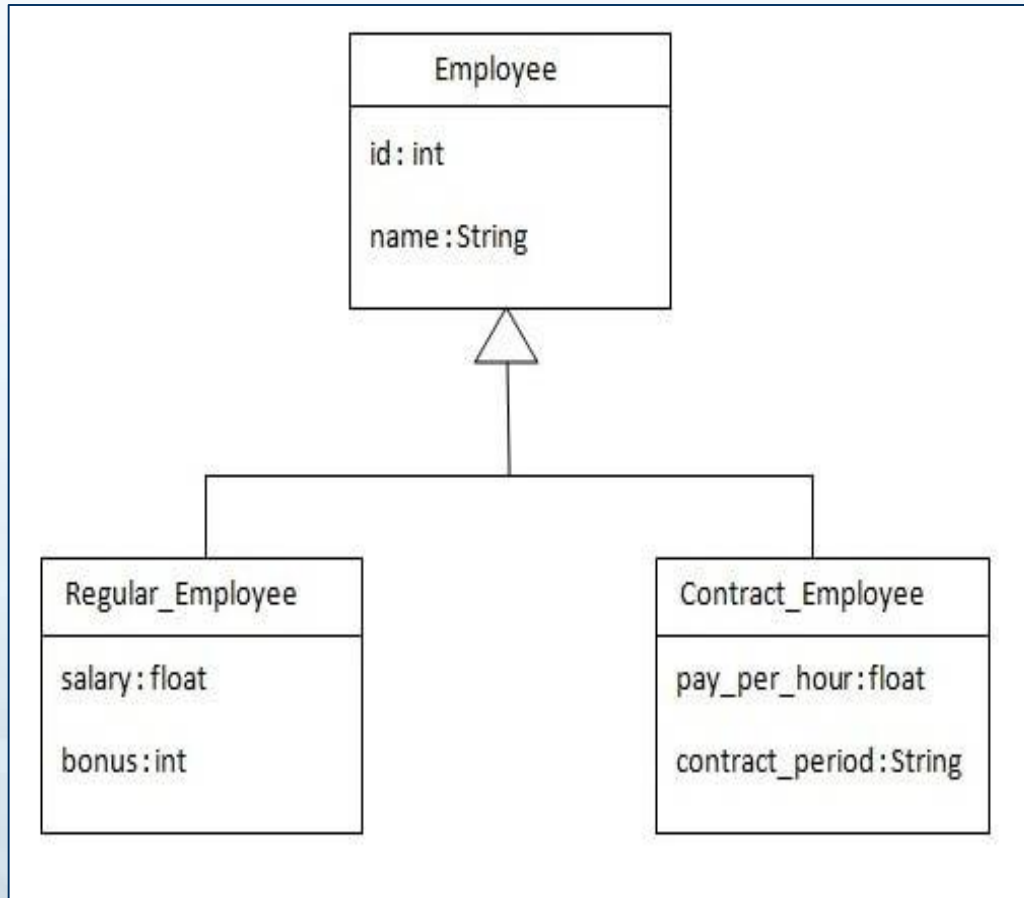 Employee
id : int
name : String
Regular_Employee
salary : float
bonus : int
Contract_Employee
pay_per_hour : float
contract_period : String